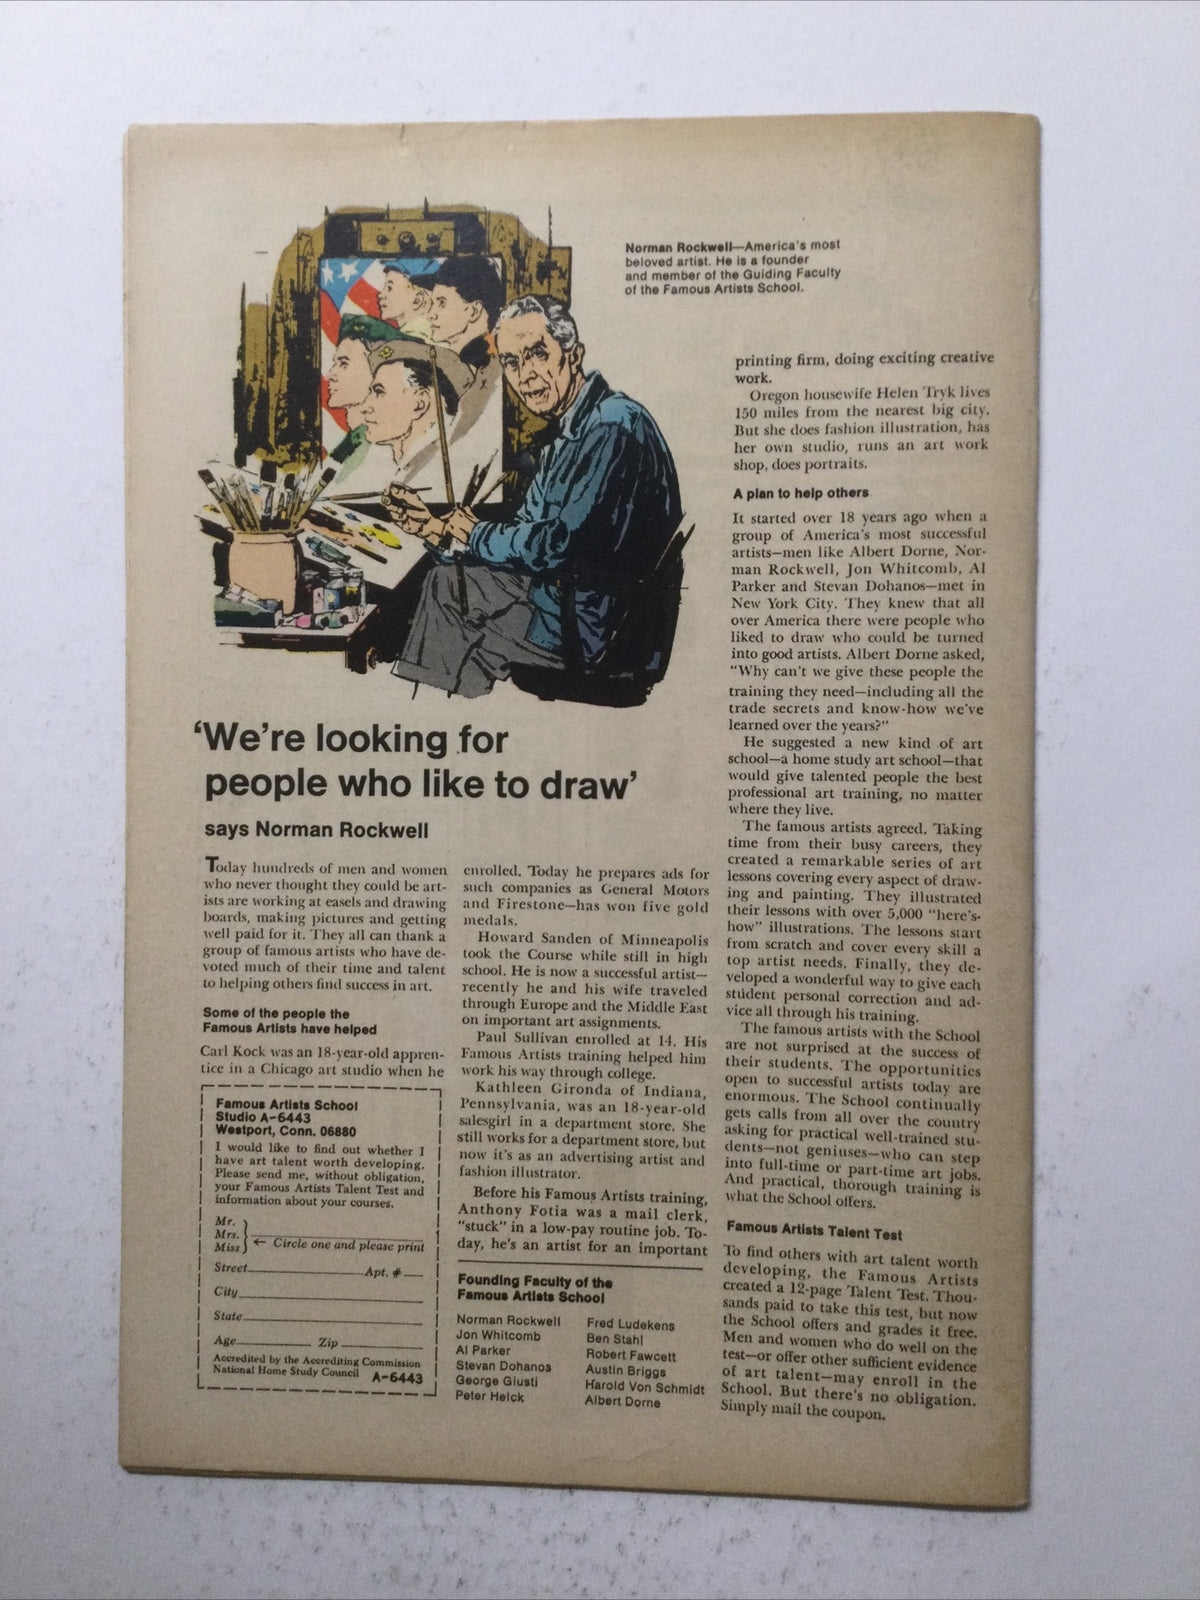 Norman Rockwell—America's most
beloved artist. He is a founder
and member of the Guiding Faculty
of the Famous Artists School.
'We're looking for
people who like to draw'
says Norman Rockwell
Today hundreds of men and women
who never thought they could be art-
ists are working at easels and drawing
boards, making pictures and getting
well paid for it. They all can thank a
group of famous artists who have de-
voted much of their time and talent
to helping others find success in art.
Some of the people the
Famous Artists have helped
Carl Kock was an 18-year-old appren-
tice in a Chicago art studio when he
enrolled. Today he prepares ads for
such companies as General Motors
and Firestone—has won five gold
medals.
Howard Sanden of Minneapolis
took the Course while still in high
school. He is now a successful artist—
recently he and his wife traveled
through Europe and the Middle East
on important art assignments.
Paul Sullivan enrolled at 14. His
Famous Artists training helped him
work his way through college.
Kathleen Gironda of Indiana,
Pennsylvania, was an 18-year-old
salesgirl in a department store. She
still works for a department store, but
now it's as an advertising artist and
fashion illustrator.
Before his Famous Artists training,
Anthony Fotia was a mail clerk,
"stuck" in a low-pay routine job. To-
day, he's an artist for an important
printing firm, doing exciting creative
work.
Oregon housewife Helen Tryk lives
150 miles from the nearest big city.
But she does fashion illustration, has
her own studio, runs an art work
shop, does portraits.
A plan to help others
It started over 18 years ago when a
group of America's most successful
artists—men like Albert Dorne, Nor-
man Rockwell, Jon Whitcomb, Al
Parker and Stevan Dohanos—met in
New York City. They knew that all
over America there were people who
liked to draw who could be turned
into good artists. Albert Dorne asked,
"Why can't we give these people the
training they need—including all the
trade secrets and know-how we've
learned over the years?"
He suggested a new kind of art
school—a home study art school—that
would give talented people the best
professional art training, no matter
where they live.
The famous artists agreed. Taking
time from their busy careers, they
created a remarkable series of art
lessons covering every aspect of draw-
ing and painting. They illustrated
their lessons with over 5,000 "here's-
how" illustrations. The lessons start
from scratch and cover every skill a
top artist needs. Finally, they de-
veloped a wonderful way to give each
student personal correction and ad-
vice all through his training.
The famous artists with the School
are not surprised at the success of
their students. The opportunities
open to successful artists today are
enormous. The School continually
gets calls from all over the country
asking for practical well-trained stu-
dents—not geniuses—who can step
into full-time or part-time art jobs.
And practical, thorough training is
what the School offers.
Famous Artists Talent Test
To find others with art talent worth
developing, the Famous Artists
created a 12-page Talent Test. Thou-
sands paid to take this test, but now
the School offers and grades it free.
Men and women who do well on the
test—or offer other sufficient evidence
of art talent—may enroll in the
School. But there's no obligation.
Simply mail the coupon.
Famous Artists School
Studio A-6443
Westport, Conn. 06880
I would like to find out whether I
have art talent worth developing.
Please send me, without obligation,
your Famous Artists Talent Test and
information about your courses.
Mr.
Mrs.
Miss ← Circle one and please print
Street Apt. #
City
State
Age Zip
Accredited by the Accrediting Commission
National Home Study Council A-6443
Founding Faculty of the
Famous Artists School
Norman Rockwell
Jon Whitcomb
Al Parker
Stevan Dohanos
George Giusti
Peter Helck
Fred Ludekens
Ben Stahl
Robert Fawcett
Austin Briggs
Harold Von Schmidt
Albert Dorne